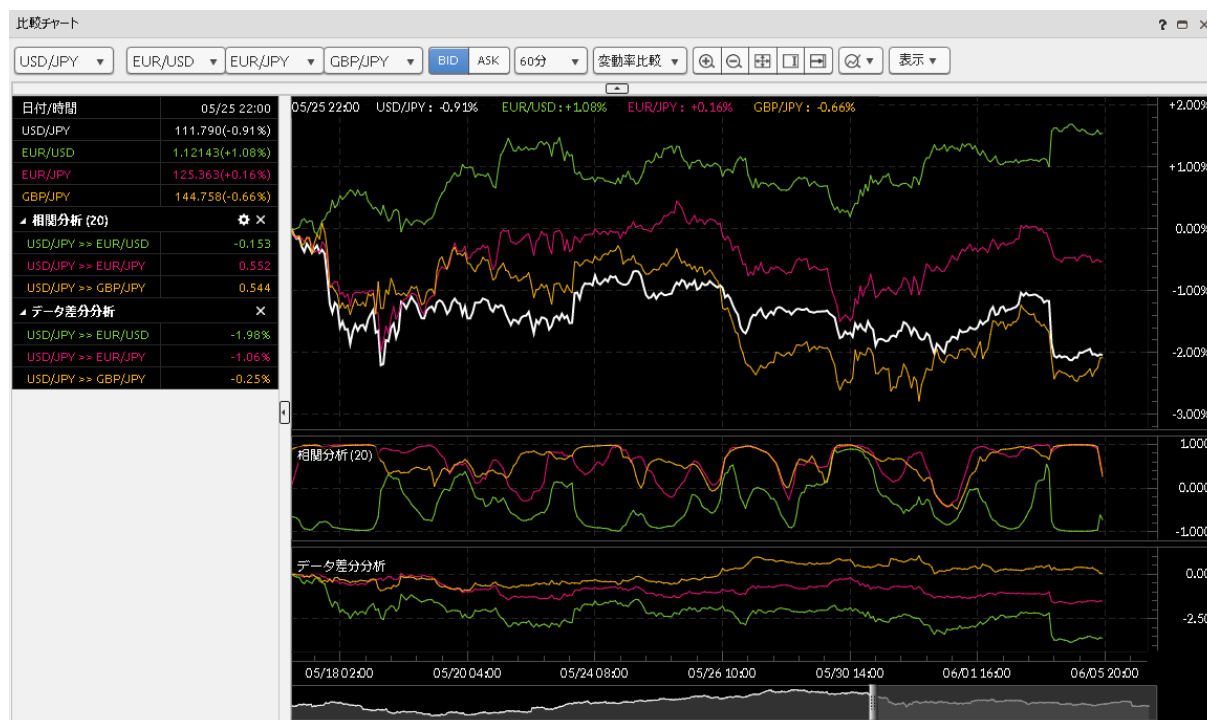 比較チャート
?
USD/JPY EUR/USD EUR/JPY GBP/JPY BID ASK 60分 変動率比較 表示
日付/時間 05/25 22:00
USD/JPY 111.790(-0.91%)
EUR/USD 1.12143(+1.08%)
EUR/JPY 125.363(+0.16%)
GBP/JPY 144.758(-0.66%)
相関分析 (20)
USD/JPY >> EUR/USD -0.153
USD/JPY >> EUR/JPY 0.552
USD/JPY >> GBP/JPY 0.544
データ差分分析
USD/JPY >> EUR/USD -1.98%
USD/JPY >> EUR/JPY -1.06%
USD/JPY >> GBP/JPY -0.25%
05/25 22:00 USD/JPY : -0.91% EUR/USD : +1.08% EUR/JPY : +0.16% GBP/JPY : -0.66%
+2.00%
+1.00%
0.00%
-1.00%
-2.00%
-3.00%
相関分析 (20)
1.000
0.000
-1.000
データ差分分析
0.00
-2.50
05/18 02:00 05/20 04:00 05/24 08:00 05/26 10:00 05/30 14:00 06/01 16:00 06/05 20:00